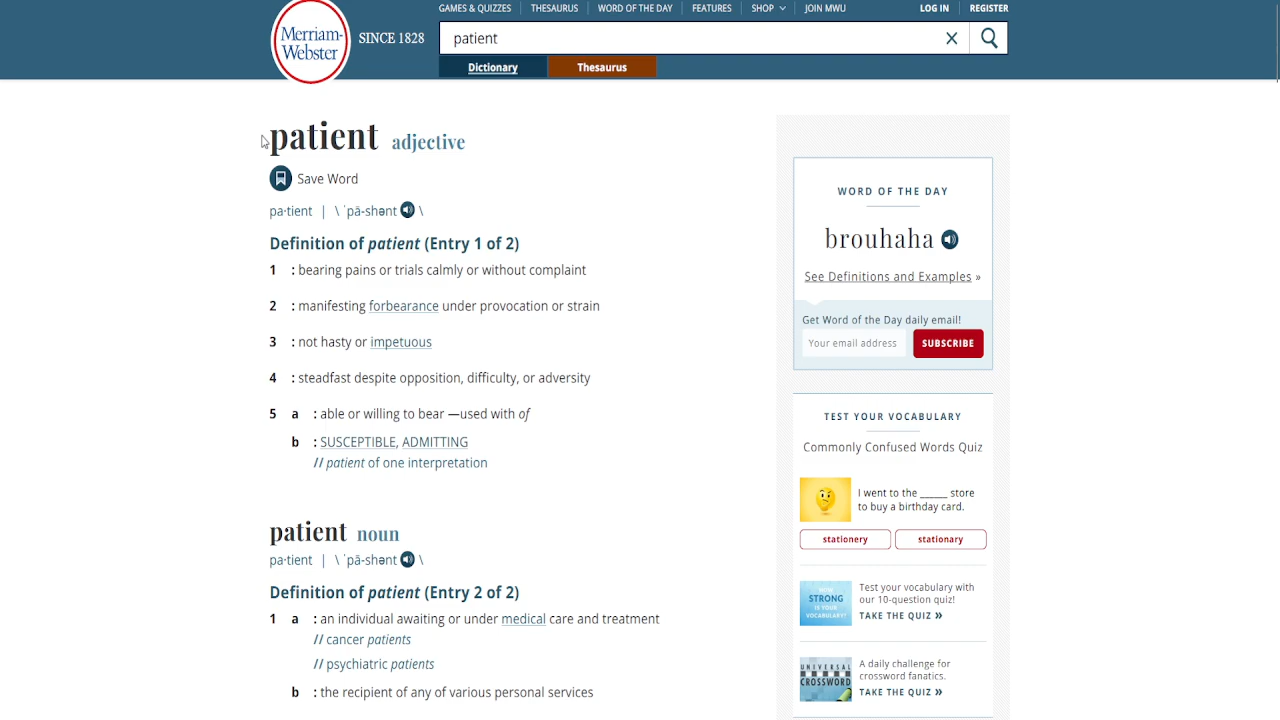 GAMES & QUIZZES THESAURUS WORD OF THE DAY FEATURES SHOP JOIN MWU LOG IN REGISTER
Merriam-
Webster
SINCE 1828
patient
Dictionary Thesaurus
patient adjective
Save Word
pa·tient | \ ˈpā-shənt \
Definition of patient (Entry 1 of 2)
1 : bearing pains or trials calmly or without complaint
2 : manifesting forbearance under provocation or strain
3 : not hasty or impetuous
4 : steadfast despite opposition, difficulty, or adversity
5 a : able or willing to bear —used with of
b : SUSCEPTIBLE, ADMITTING
// patient of one interpretation
patient noun
pa·tient | \ ˈpā-shənt \
Definition of patient (Entry 2 of 2)
1 a : an individual awaiting or under medical care and treatment
// cancer patients
// psychiatric patients
b : the recipient of any of various personal services
WORD OF THE DAY
brouhaha
See Definitions and Examples »
Get Word of the Day daily email!
Your email address SUBSCRIBE
TEST YOUR VOCABULARY
Commonly Confused Words Quiz
I went to the ______ store
to buy a birthday card.
stationery stationary
HOW
STRONG
IS YOUR
VOCABULARY?
Test your vocabulary with
our 10-question quiz!
TAKE THE QUIZ »
UNIVERSAL
CROSSWORD
A daily challenge for
crossword fanatics.
TAKE THE QUIZ »